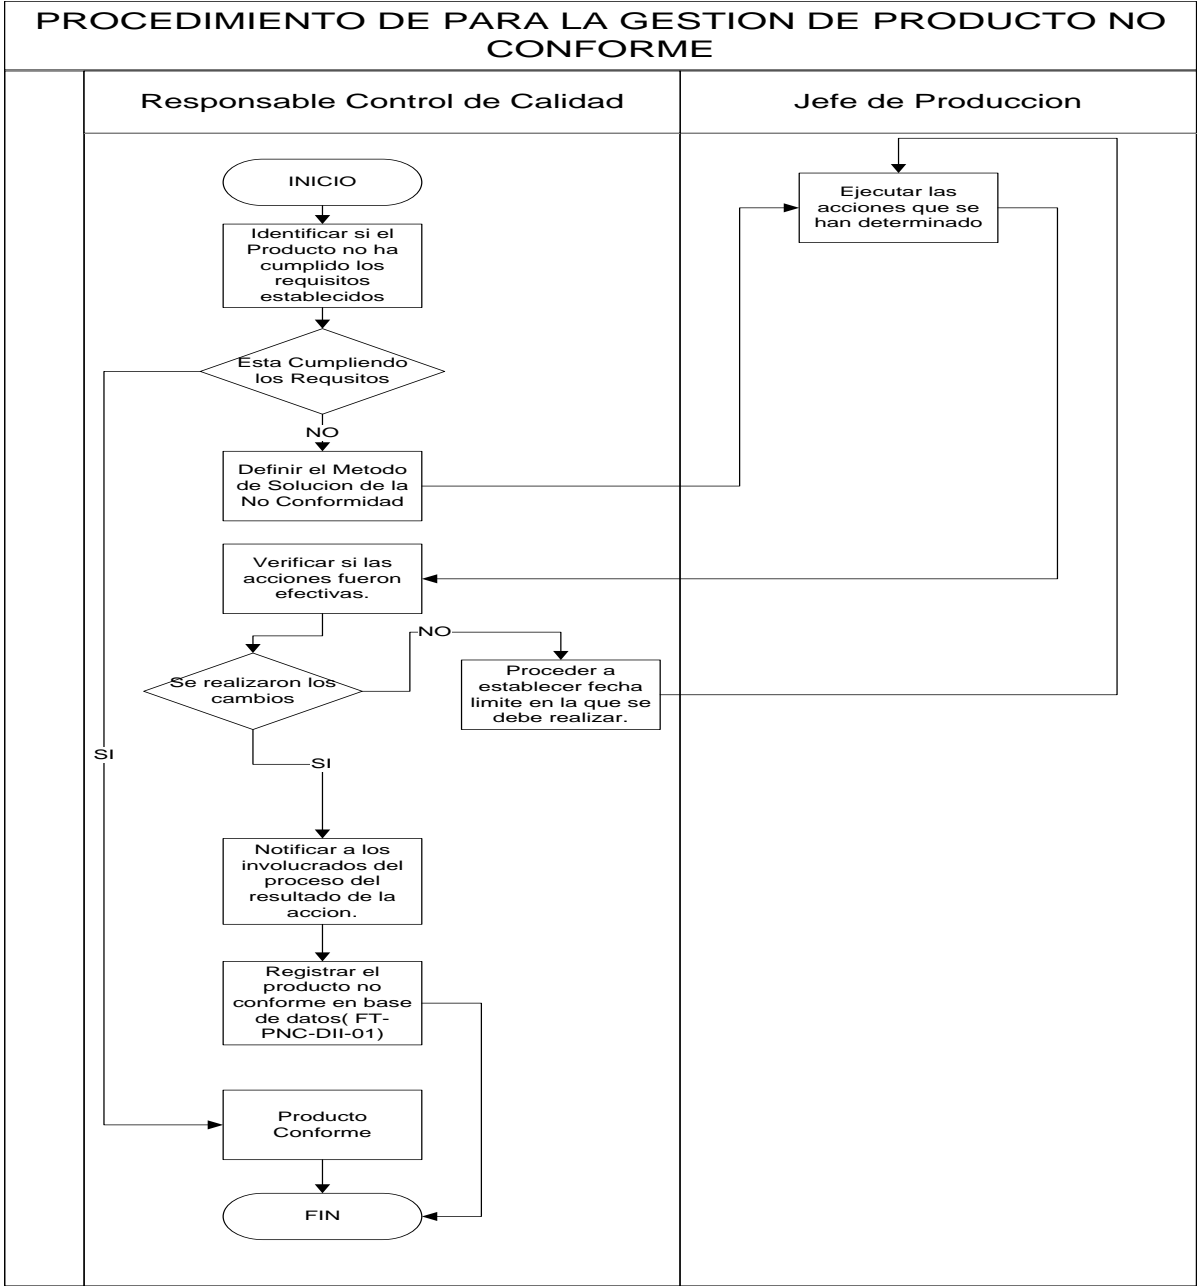 PROCEDIMIENTO DE PARA LA GESTION DE PRODUCTO NO
CONFORME
Responsable Control de Calidad
Jefe de Produccion
INICIO
Identificar si el
Producto no ha
cumplido los
requisitos
establecidos
Esta Cumpliendo
los Requsitos
NO
Definir el Metodo
de Solucion de la
No Conformidad
Ejecutar las
acciones que se
han determinado
Verificar si las
acciones fueron
efectivas.
Se realizaron los
cambios
NO
Proceder a
establecer fecha
limite en la que se
debe realizar.
SI
SI
Notificar a los
involucrados del
proceso del
resultado de la
accion.
Registrar el
producto no
conforme en base
de datos( FT-
PNC-DII-01)
Producto
Conforme
FIN